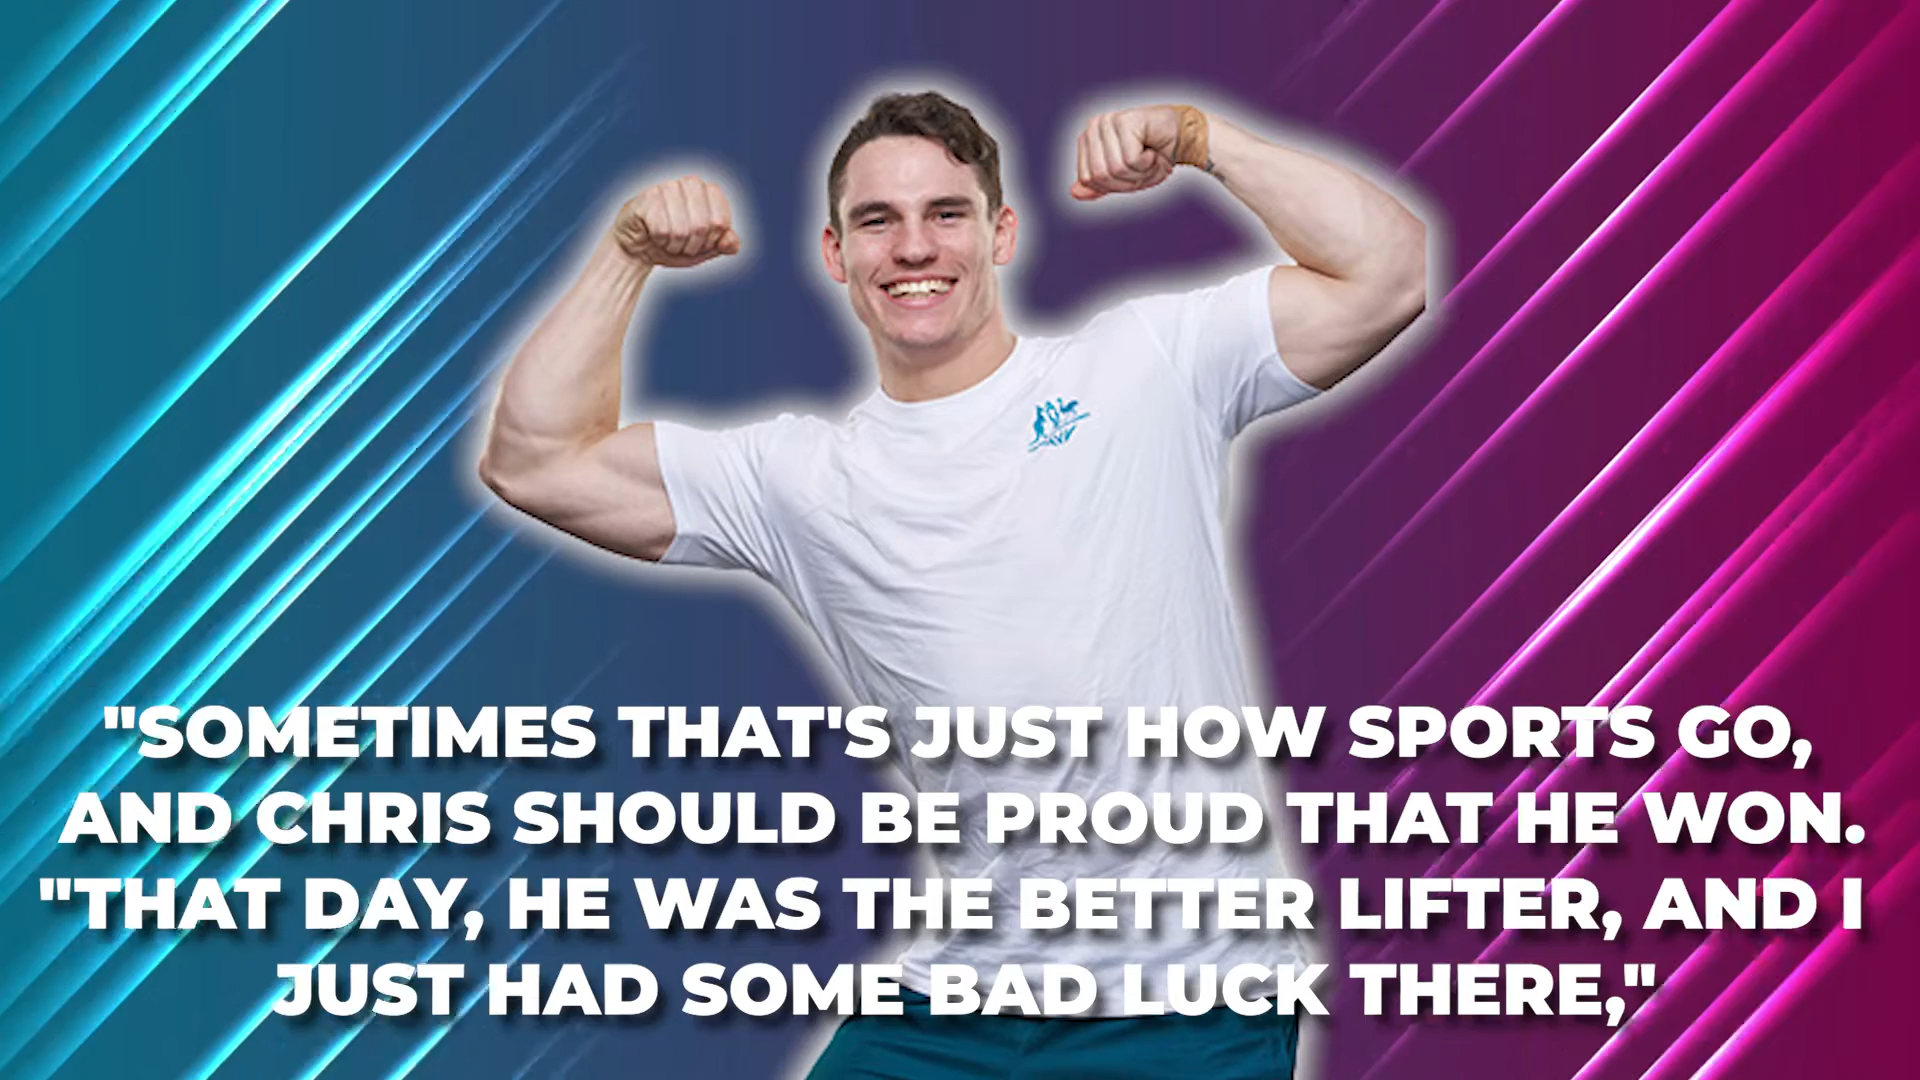 "SOMETIMES THAT'S JUST HOW SPORTS GO,
AND CHRIS SHOULD BE PROUD THAT HE WON.
"THAT DAY, HE WAS THE BETTER LIFTER, AND I
JUST HAD SOME BAD LUCK THERE,"